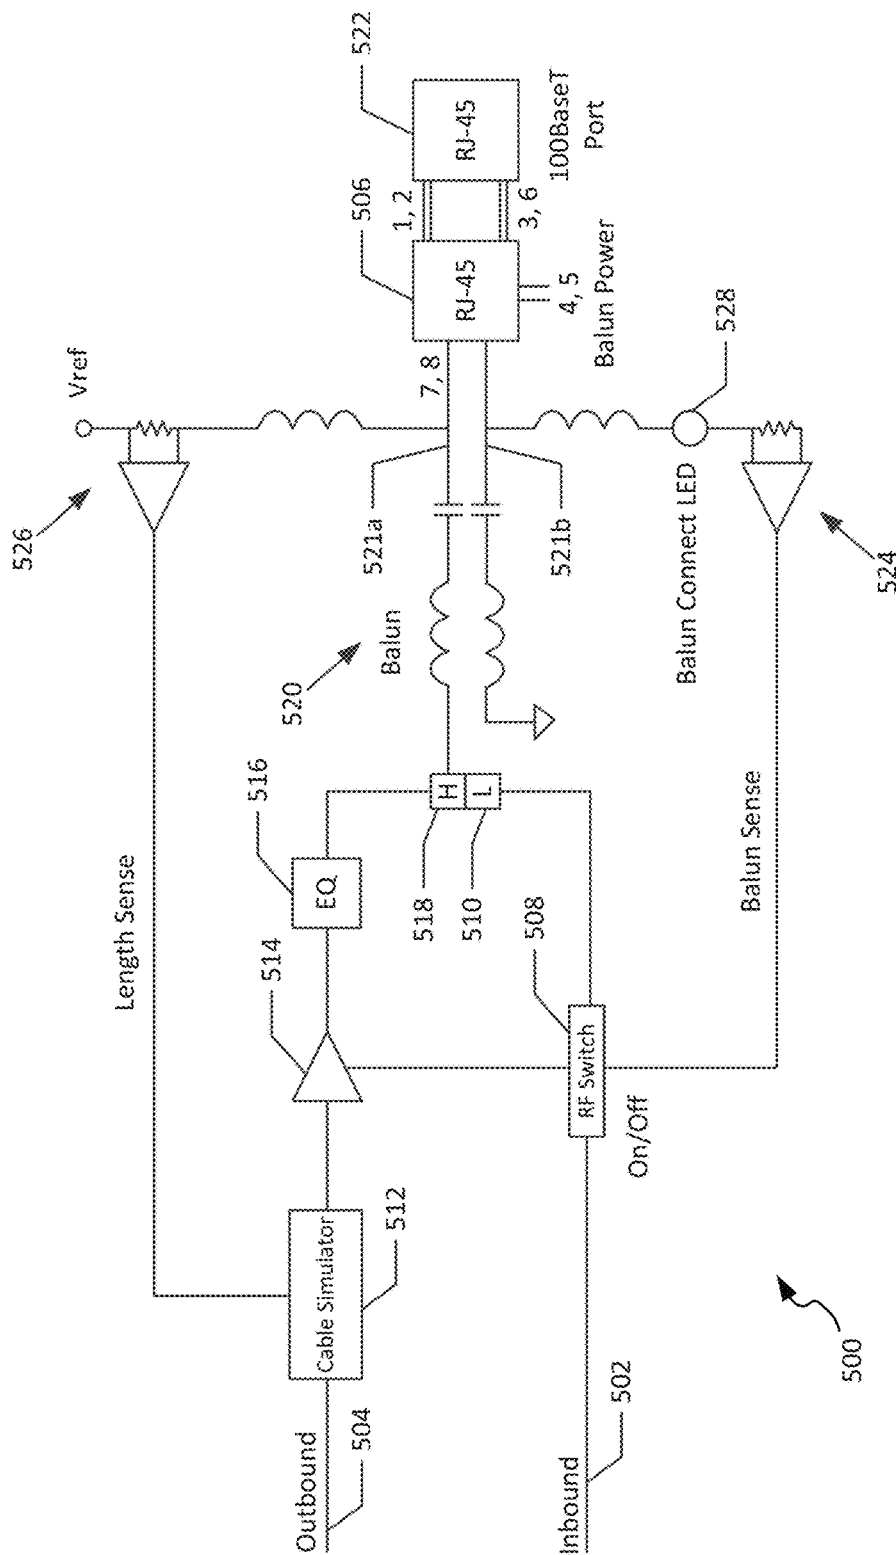 Vref
526
Length Sense
506
522
1, 2
RJ-45
RJ-45
100BaseT
Port
3, 6
4, 5
Balun Power
7, 8
521a
521b
528
Balun Connect LED
524
Balun
520
516
EQ
H
L
518
510
514
508
RF Switch
On/Off
Balun Sense
Cable Simulator
512
Outbound
504
Inbound
502
500